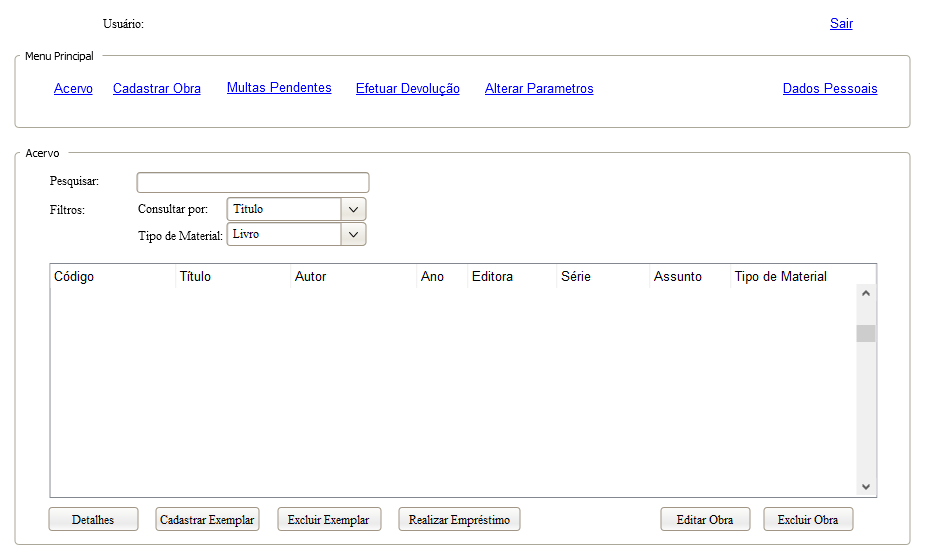 Usuário: Sair
Menu Principal
Acervo Cadastrar Obra Multas Pendentes Efetuar Devolução Alterar Parametros Dados Pessoais
Acervo
Pesquisar:
Filtros: Consultar por: Titulo
Tipo de Material: Livro
Código Título Autor Ano Editora Série Assunto Tipo de Material
Detalhes Cadastrar Exemplar Excluir Exemplar Realizar Empréstimo Editar Obra Excluir Obra